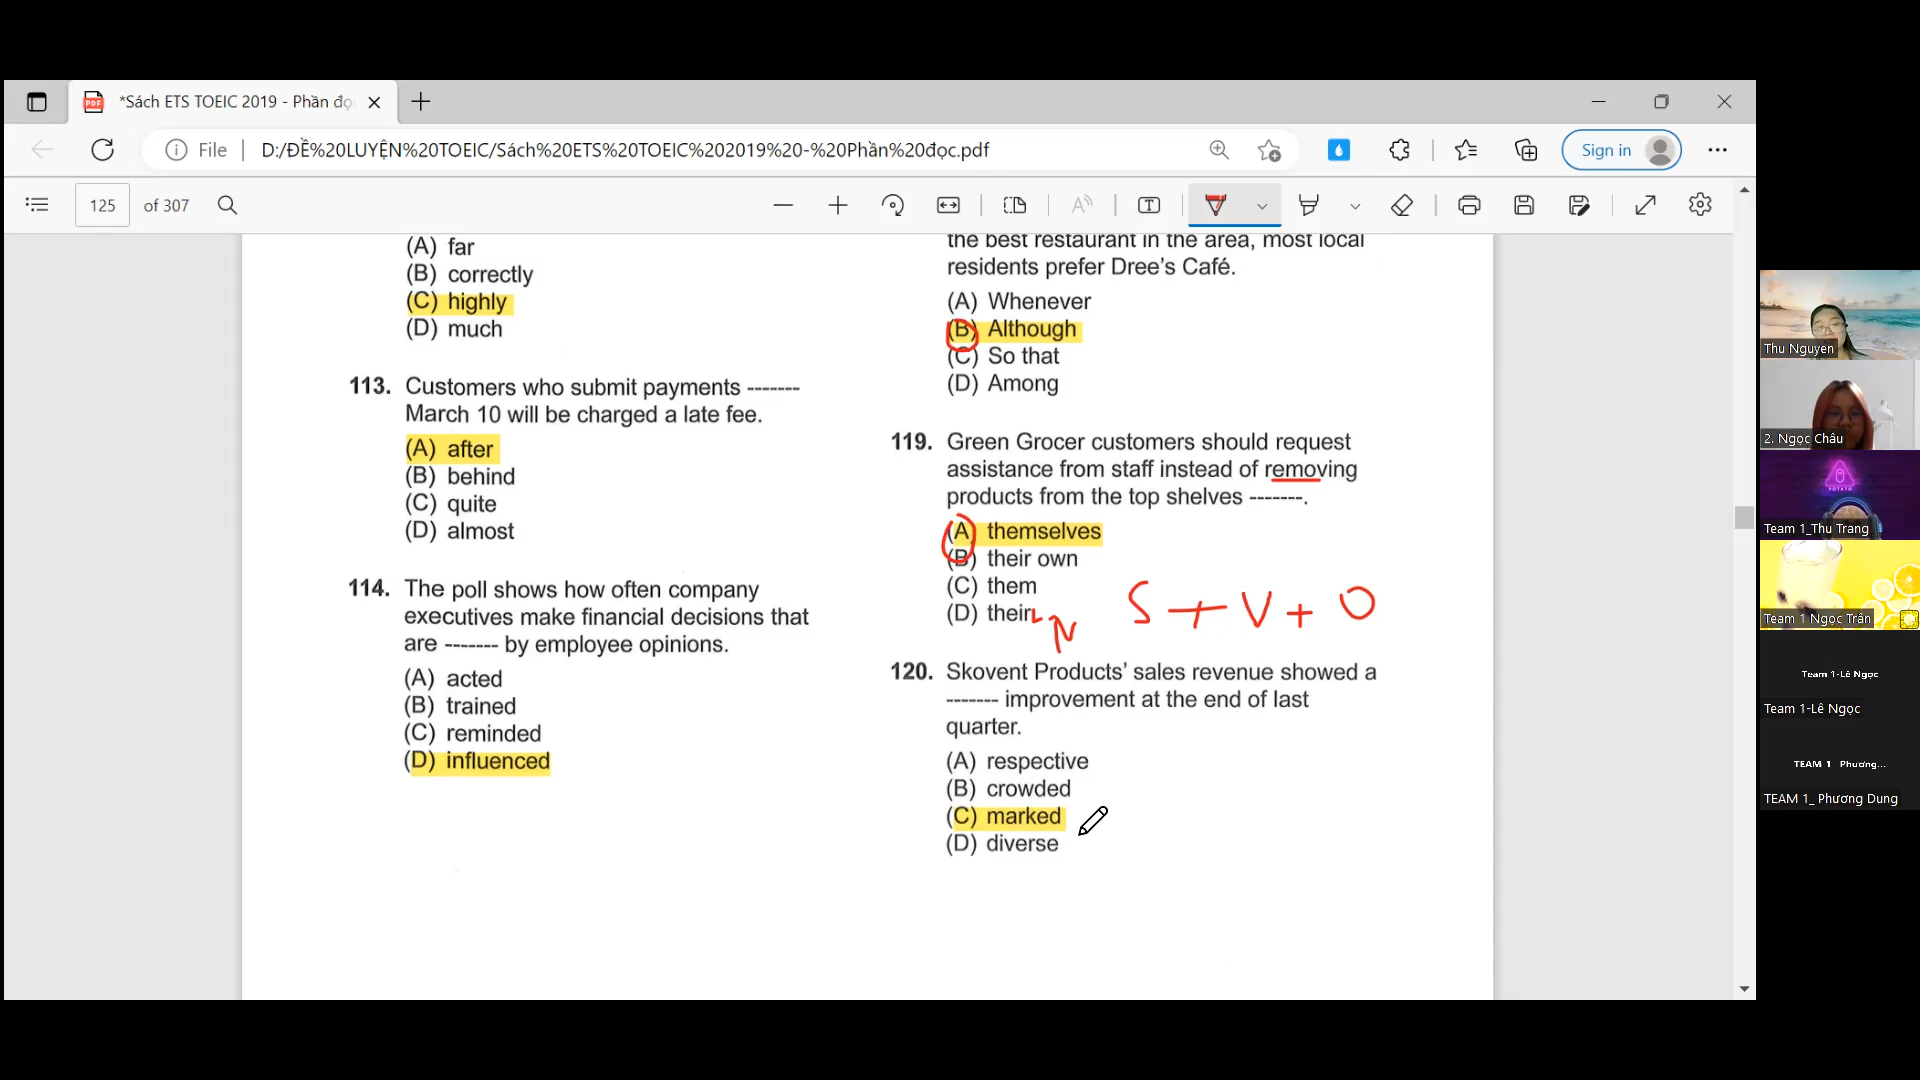 *Sách ETS TOEIC 2019 - Phần đọ
File
D:/ĐỀ%20LUYỆN%20TOEIC/Sách%20ETS%20TOEIC%202019%20-%20Phần%20đọc.pdf
Sign in
125 of 307
(A) far
(B) correctly
(C) highly
(D) much
113. Customers who submit payments -------
March 10 will be charged a late fee.
(A) after
(B) behind
(C) quite
(D) almost
114. The poll shows how often company
executives make financial decisions that
are ------- by employee opinions.
(A) acted
(B) trained
(C) reminded
(D) influenced
the best restaurant in the area, most local
residents prefer Dree's Café.
(A) Whenever
(B) Although
(C) So that
(D) Among
119. Green Grocer customers should request
assistance from staff instead of removing
products from the top shelves -------.
(A) themselves
(B) their own
(C) them
(D) their
N
S + V + O
120. Skovent Products' sales revenue showed a
------- improvement at the end of last
quarter.
(A) respective
(B) crowded
(C) marked
(D) diverse
Thu Nguyen
2. Ngọc Châu
POTATO
Team 1_Thu Trang
Team 1 Ngọc Trân
Team 1-Lê Ngọc
Team 1-Lê Ngọc
TEAM 1_ Phương...
TEAM 1_ Phương Dung